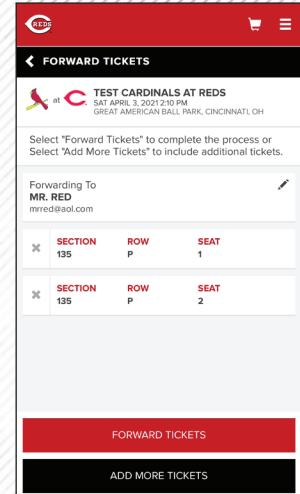 REDS
FORWARD TICKETS
at
TEST CARDINALS AT REDS
SAT APRIL 3, 2021 2:10 PM
GREAT AMERICAN BALL PARK, CINCINNATI, OH
Select "Forward Tickets" to complete the process or
Select "Add More Tickets" to include additional tickets.
Forwarding To
MR. RED
mrred@aol.com
SECTION ROW SEAT
135 P 1
SECTION ROW SEAT
135 P 2
FORWARD TICKETS
ADD MORE TICKETS